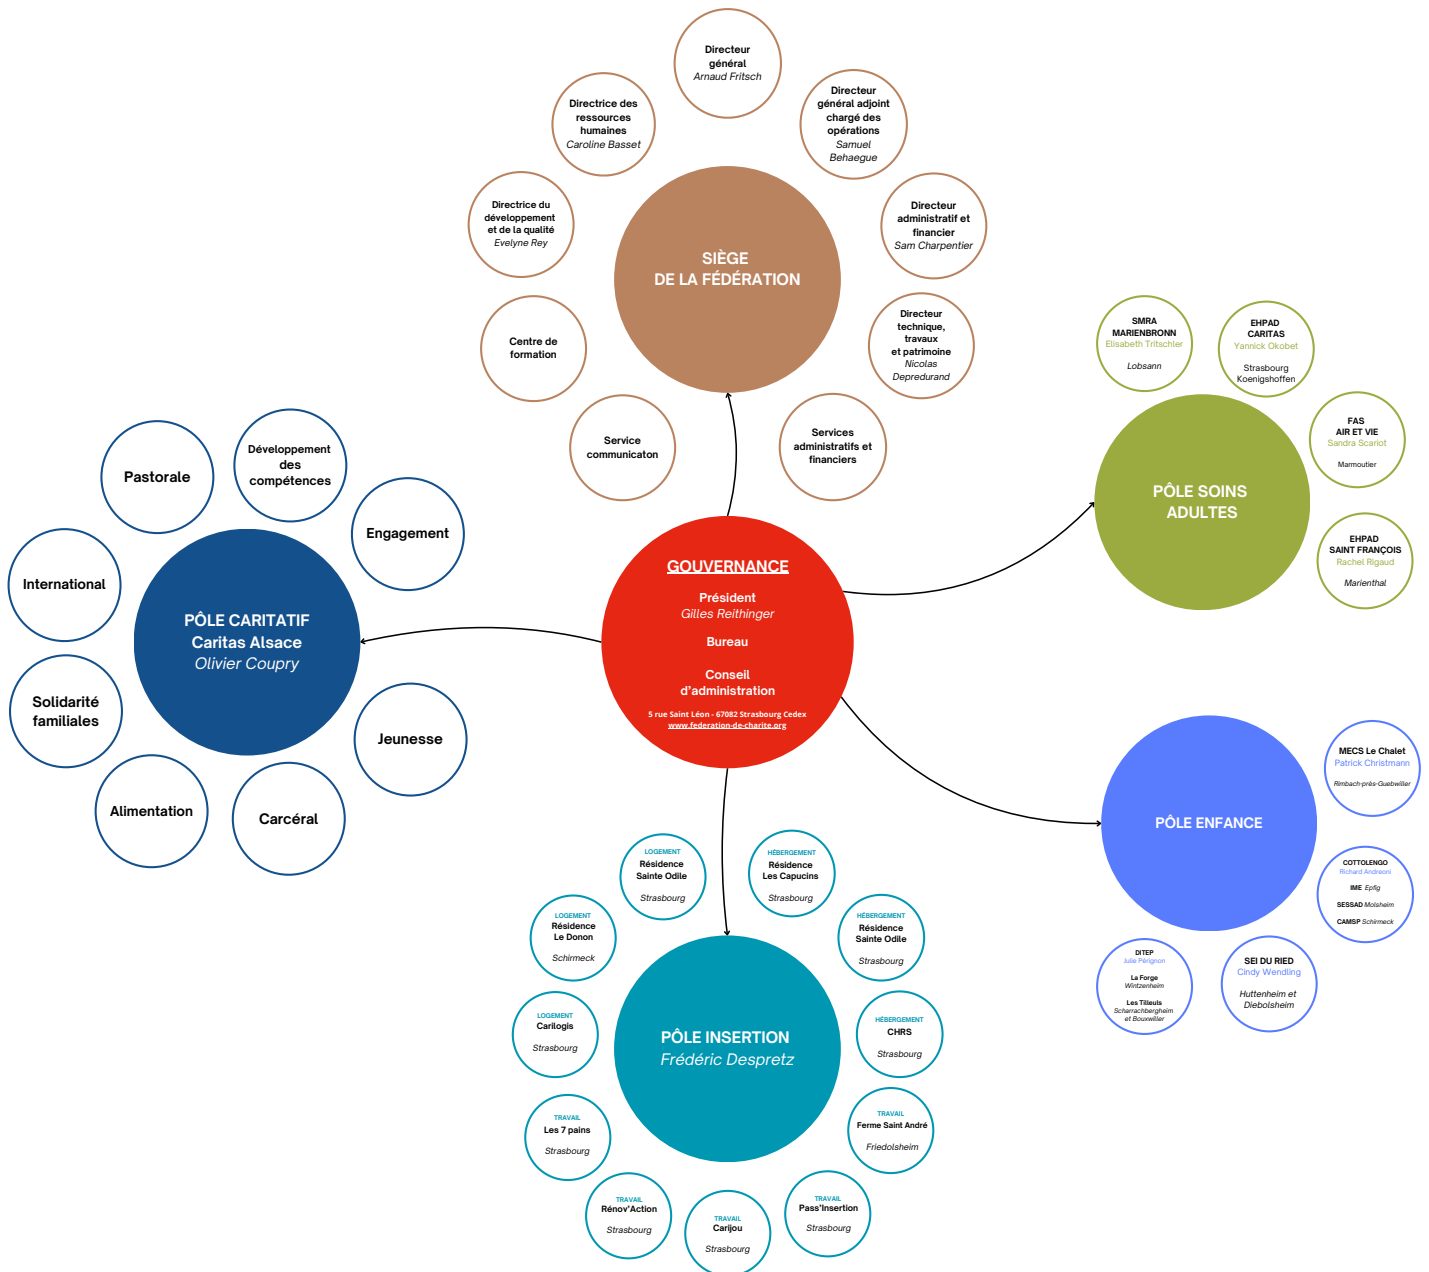 Directeur
général
Arnaud Fritsch
Directrice des
ressources
humaines
Caroline Basset
Directeur
général adjoint
chargé des
opérations
Samuel
Behaegue
Directrice du
développement
et de la qualité
Evelyne Rey
Directeur
administratif et
financier
Sam Charpentier
SIÈGE
DE LA FÉDÉRATION
Centre de
formation
Directeur
technique,
travaux
et patrimoine
Nicolas
Depredurand
Service
communicaton
Services
administratifs et
financiers
SMRA
MARIENBRONN
Elisabeth Tritschler
Lobsann
EHPAD
CARITAS
Yannick Okobet
Strasbourg
Koenigshoffen
FAS
AIR ET VIE
Sandra Scariot
Marmoutier
EHPAD
SAINT FRANÇOIS
Rachel Rigaud
Marienthal
PÔLE SOINS
ADULTES
Pastorale
Développement
des
compétences
Engagement
International
PÔLE CARITATIF
Caritas Alsace
Olivier Coupry
Solidarité
familiales
Jeunesse
Alimentation
Carcéral
GOUVERNANCE
Président
Gilles Reithinger
Bureau
Conseil
d’administration
5 rue Saint Léon - 67082 Strasbourg Cedex
www.federation-de-charite.org
PÔLE ENFANCE
MECS Le Chalet
Patrick Christmann
Rimbach-près-Guebwiller
COTTOLENGO
Richard Andreoni
IME Epfig
SESSAD Molsheim
CAMSP Schirmeck
DITEP
Julie Pérignon
La Forge
Wintzenheim
Les Tilleuls
Scharrachbergheim
et Bouxwiller
SEI DU RIED
Cindy Wendling
Huttenheim et
Diebolsheim
LOGEMENT
Résidence
Sainte Odile
Strasbourg
HÉBERGEMENT
Résidence
Les Capucins
Strasbourg
LOGEMENT
Résidence
Le Donon
Schirmeck
HÉBERGEMENT
Résidence
Sainte Odile
Strasbourg
LOGEMENT
Carilogis
Strasbourg
HÉBERGEMENT
CHRS
Strasbourg
PÔLE INSERTION
Frédéric Despretz
TRAVAIL
Les 7 pains
Strasbourg
TRAVAIL
Ferme Saint André
Friedolsheim
TRAVAIL
Rénov'Action
Strasbourg
TRAVAIL
Carijou
Strasbourg
TRAVAIL
Pass'Insertion
Strasbourg